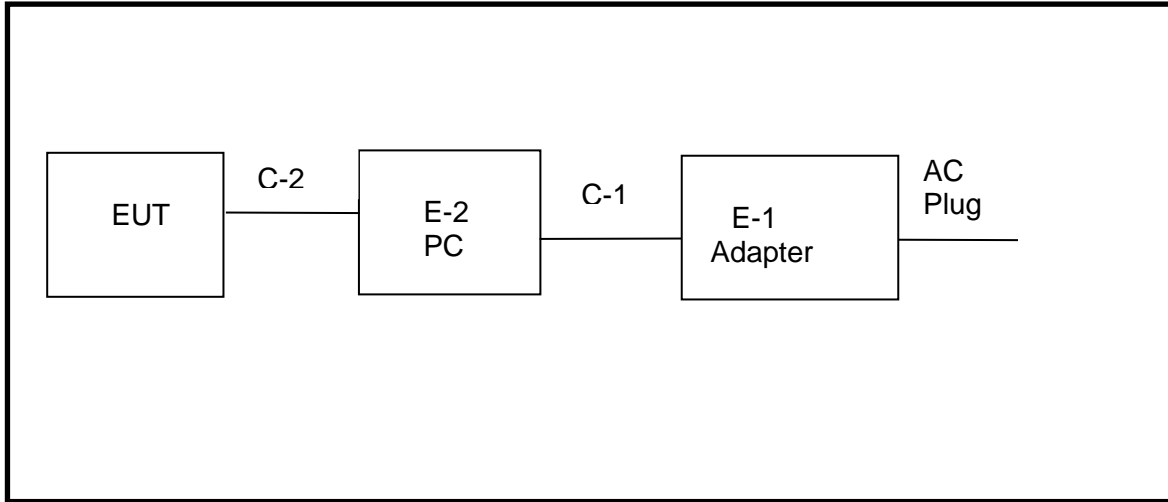 EUT
C-2
E-2
PC
C-1
E-1
Adapter
AC
Plug